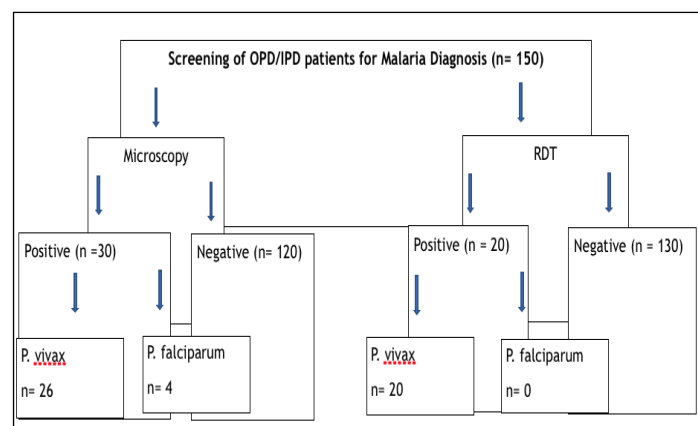 Screening of OPD/IPD patients for Malaria Diagnosis (n= 150)
Microscopy
RDT
Positive (n =30)
Negative (n= 120)
Positive (n = 20)
Negative (n= 130)
P. vivax
n= 26
P. falciparum
n= 4
P. vivax
n= 20
P. falciparum
n= 0